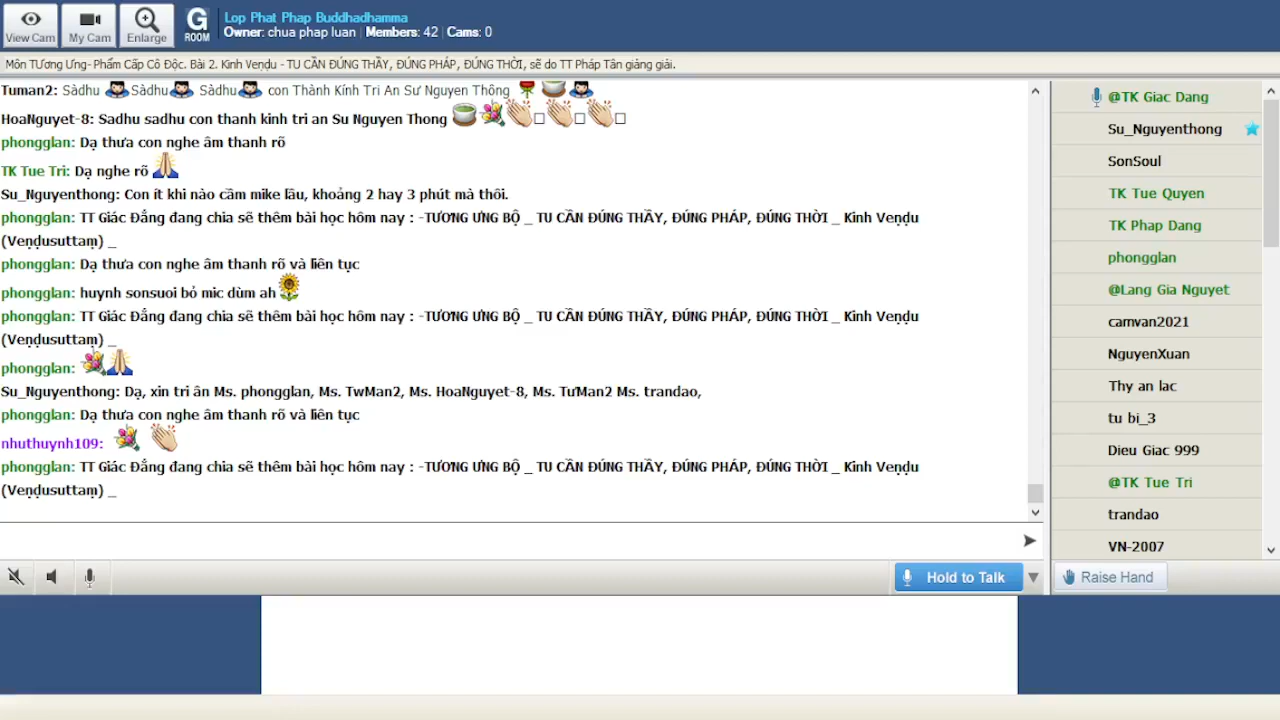 View Cam
My Cam
Enlarge
G
ROOM
Lop Phat Phap Buddhadhamma
Owner: chua phap luan | Members: 42 | Cams: 0
Môn Tương Ưng- Phẩm Cấp Cô Độc. Bài 2. Kinh Veṇḍu - TU CẦN ĐÚNG THẦY, ĐÚNG PHÁP, ĐÚNG THỜI, sẽ do TT Pháp Tân giảng giải.
Tuman2: Sàdhu Sàdhu Sàdhu con Thành Kính Tri An Sư Nguyen Thông
HoaNguyet-8: Sadhu sadhu con thanh kinh tri an Su Nguyen Thong
phongglan: Dạ thưa con nghe âm thanh rõ
TK Tue Tri: Dạ nghe rõ
Su_Nguyenthong: Con ít khi nào cầm mike lâu, khoảng 2 hay 3 phút mà thôi.
phongglan: TT Giác Đẳng đang chia sẽ thêm bài học hôm nay : -TƯƠNG ƯNG BỘ _ TU CẦN ĐÚNG THẦY, ĐÚNG PHÁP, ĐÚNG THỜI _ Kinh Veṇḍu
(Veṇḍusuttaṃ) _
phongglan: Dạ thưa con nghe âm thanh rõ và liên tục
phongglan: huynh sonsuoi bỏ mic dùm ah
phongglan: TT Giác Đẳng đang chia sẽ thêm bài học hôm nay : -TƯƠNG ƯNG BỘ _ TU CẦN ĐÚNG THẦY, ĐÚNG PHÁP, ĐÚNG THỜI _ Kinh Veṇḍu
(Veṇḍusuttaṃ) _
phongglan:
Su_Nguyenthong: Dạ, xin tri ân Ms. phongglan, Ms. TwMan2, Ms. HoaNguyet-8, Ms. TưMan2 Ms. trandao,
phongglan: Dạ thưa con nghe âm thanh rõ và liên tục
nhuthuynh109:
phongglan: TT Giác Đẳng đang chia sẽ thêm bài học hôm nay : -TƯƠNG ƯNG BỘ _ TU CẦN ĐÚNG THẦY, ĐÚNG PHÁP, ĐÚNG THỜI _ Kinh Veṇḍu
(Veṇḍusuttaṃ) _
Hold to Talk
@TK Giac Dang
Su_Nguyenthong
SonSoul
TK Tue Quyen
TK Phap Dang
phongglan
@Lang Gia Nguyet
camvan2021
NguyenXuan
Thy an lac
tu bi_3
Dieu Giac 999
@TK Tue Tri
trandao
VN-2007
Raise Hand